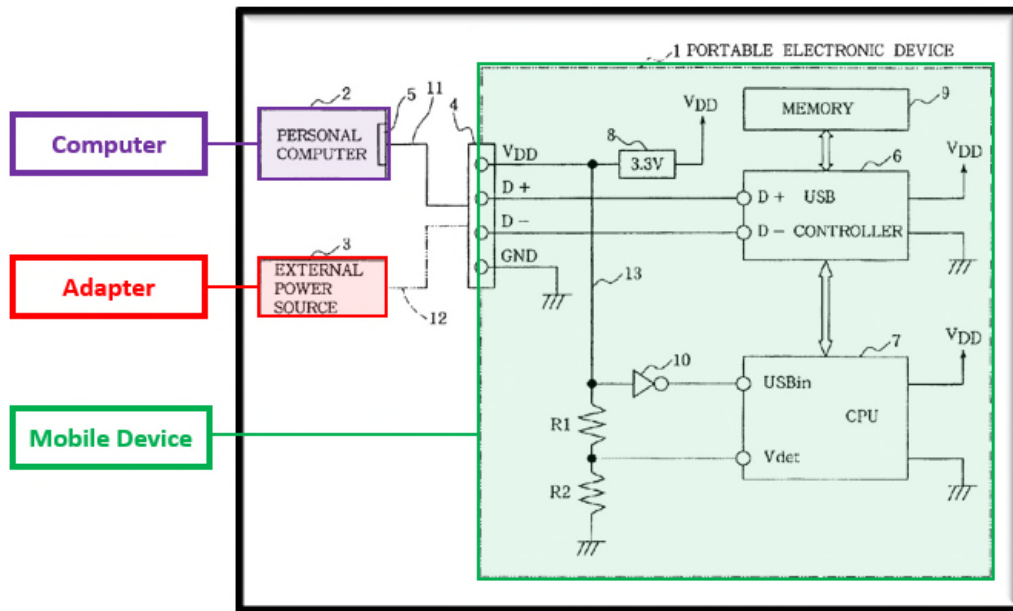 1 PORTABLE ELECTRONIC DEVICE
Computer
2
5
11
PERSONAL
COMPUTER
4
VDD
8
3.3V
VDD
MEMORY
9
D+
D-
GND
6
VDD
D+ USB
D- CONTROLLER
Adapter
3
EXTERNAL
POWER
SOURCE
12
13
Mobile Device
10
7
VDD
USBin
CPU
R1
Vdet
R2